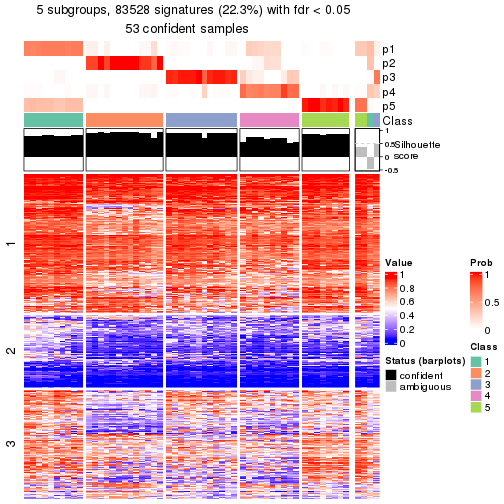 5 subgroups, 83528 signatures (22.3%) with fdr < 0.05
53 confident samples
p1
p2
p3
p4
p5
Class
1
0.5
0
-0.5
Silhouette
score
1
2
3
Value
1
0.8
0.6
0.4
0.2
0
Status (barplots)
confident
ambiguous
Prob
1
0.5
0
Class
1
2
3
4
5